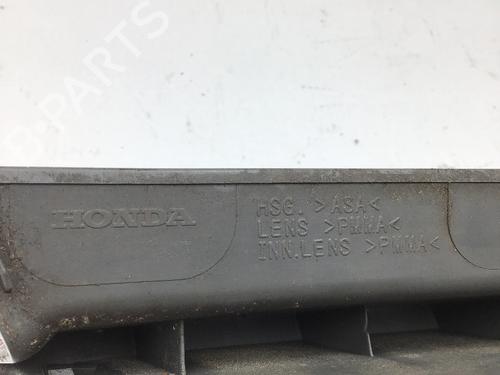 B-PARTS
HONDA
HSG. >ASA<
LENS >PMMA<
INN.LENS >PMMA<